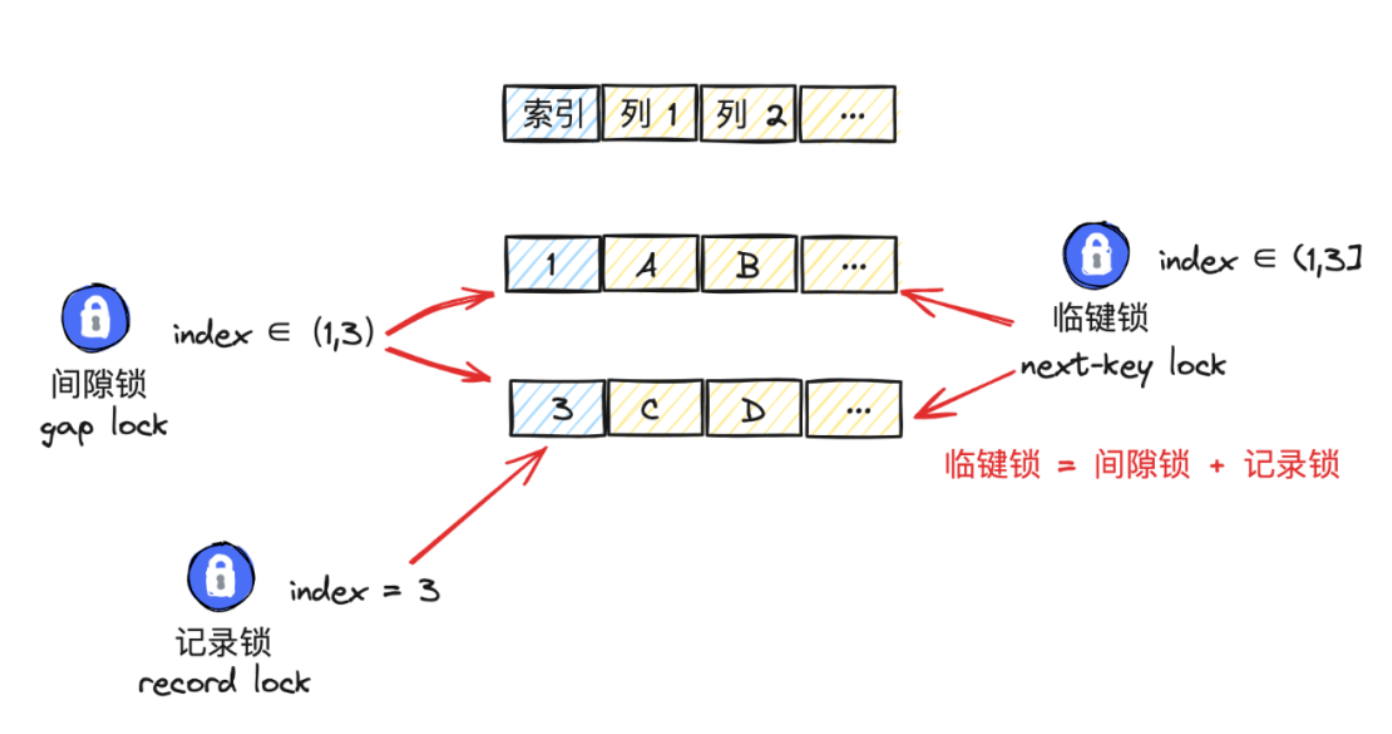 索引 列 1 列 2 ...
1 A B ...
3 C D ...
index ∈ (1,3)
间隙锁
gap lock
index ∈ (1,3]
临键锁
next-key lock
临键锁 = 间隙锁 + 记录锁
index = 3
记录锁
record lock